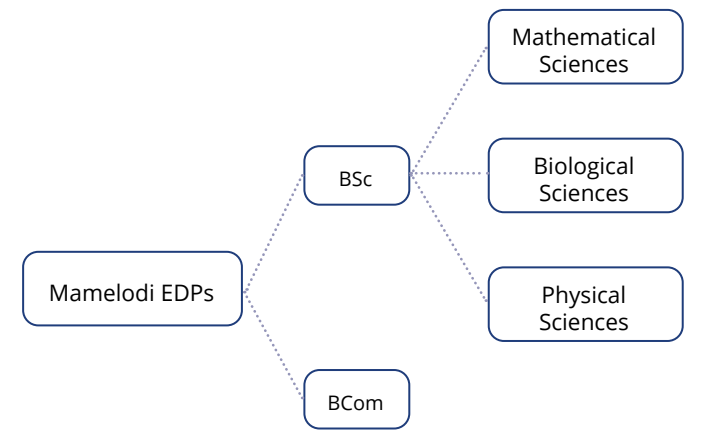 Mathematical
Sciences
BSc
Biological
Sciences
Mamelodi EDPs
Physical
Sciences
BCom